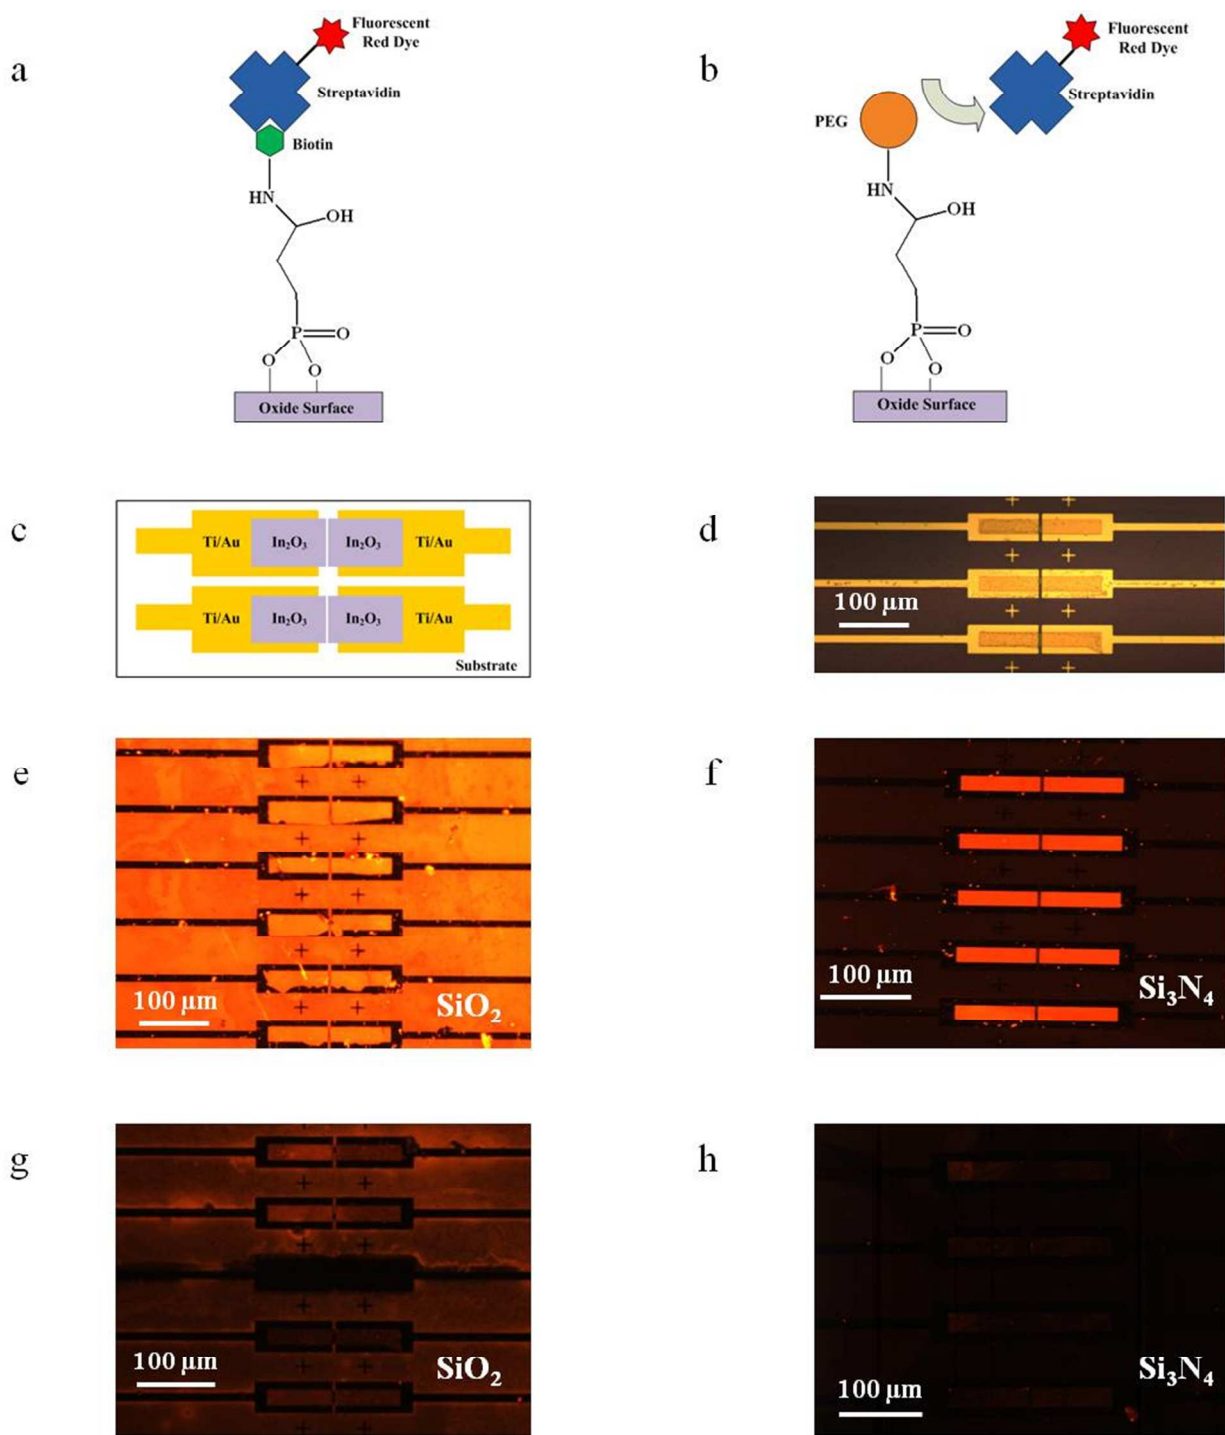 a
Fluorescent
Red Dye
Streptavidin
Biotin
HN
OH
P
O
O
O
Oxide Surface
b
Fluorescent
Red Dye
Streptavidin
PEG
HN
OH
P
O
O
O
Oxide Surface
c
Ti/Au In₂O₃ In₂O₃ Ti/Au
Ti/Au In₂O₃ In₂O₃ Ti/Au
Substrate
d
100 μm
e
100 μm
SiO₂
f
100 μm
Si₃N₄
g
100 μm
SiO₂
h
100 μm
Si₃N₄